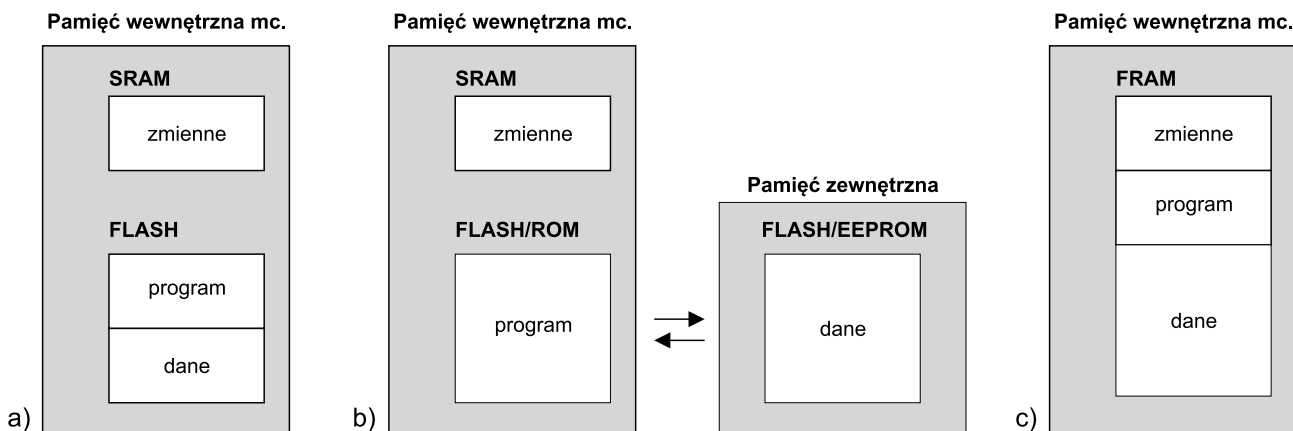 Pamięć wewnętrzna mc.
SRAM
zmienne
FLASH
program
dane
a)
Pamięć wewnętrzna mc.
SRAM
zmienne
FLASH/ROM
program
b)
Pamięć zewnętrzna
FLASH/EEPROM
dane
Pamięć wewnętrzna mc.
FRAM
zmienne
program
dane
c)